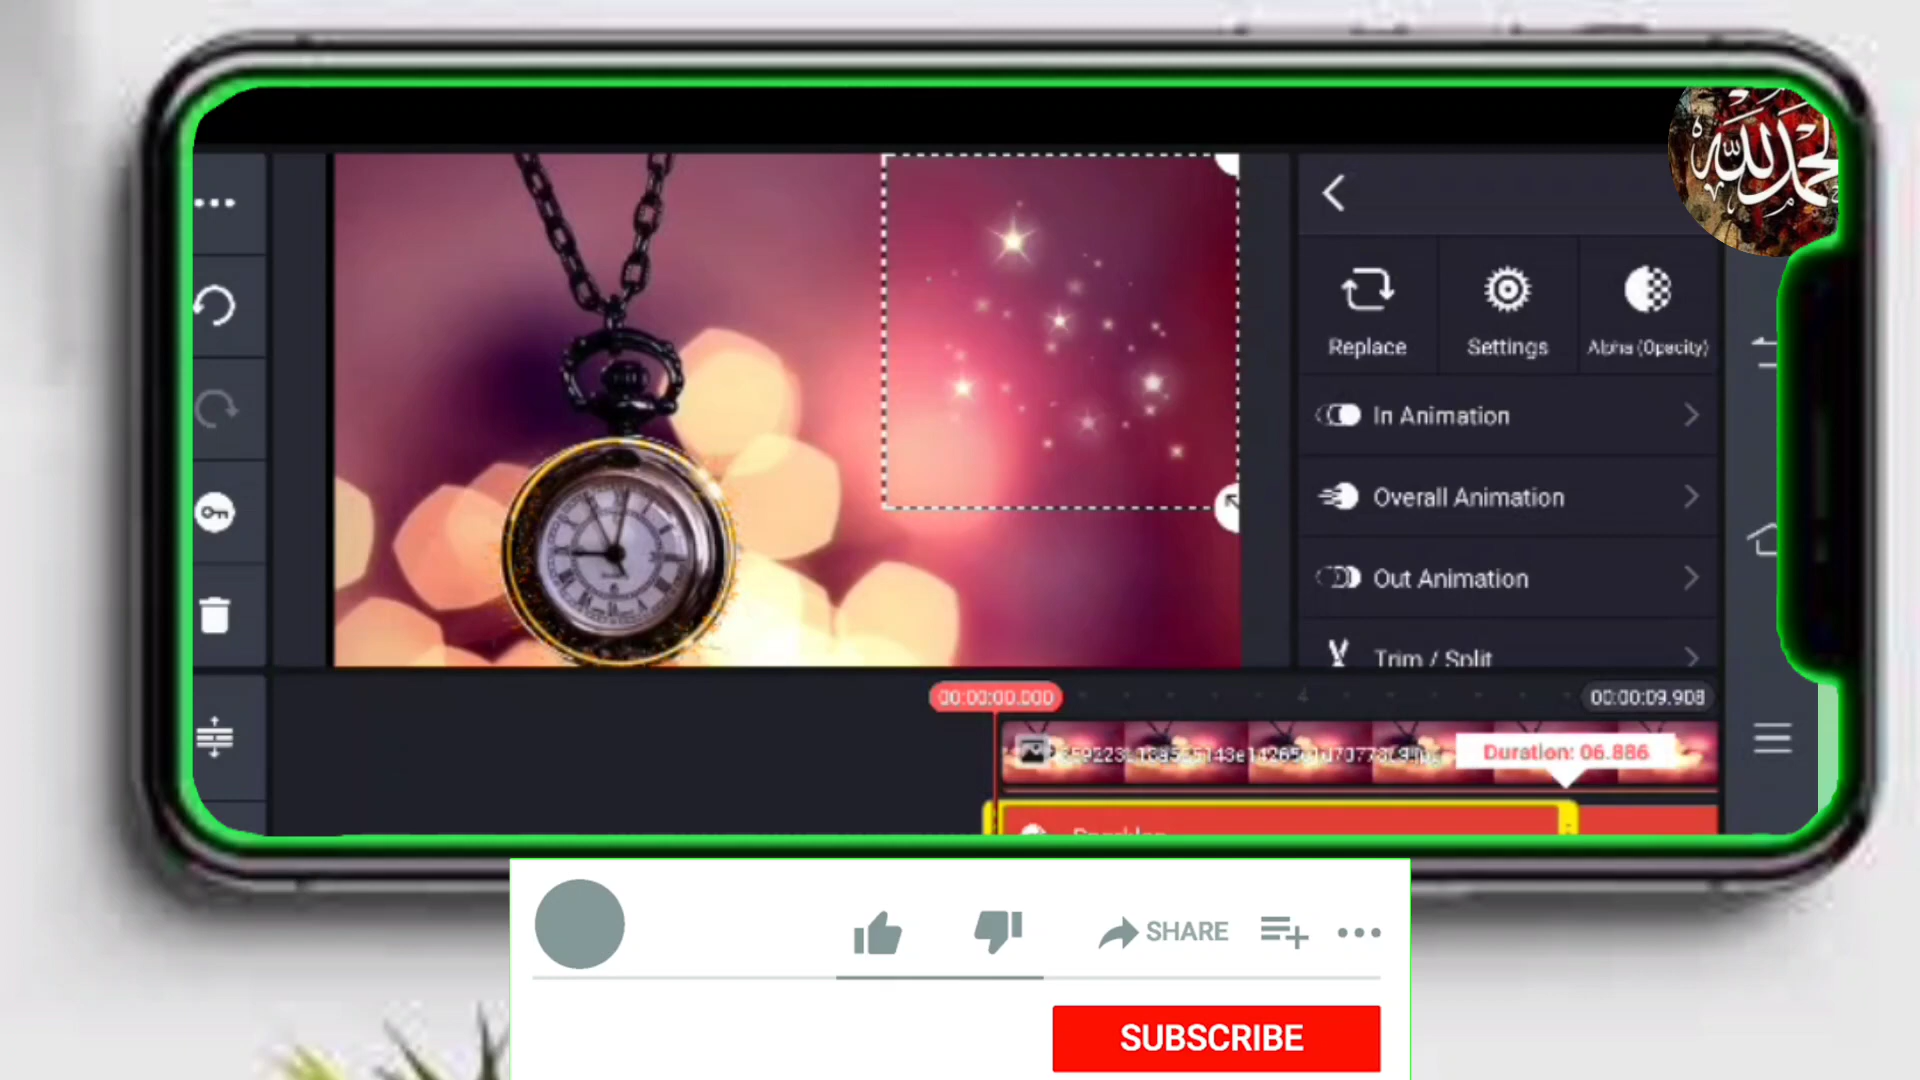 الحمد لله
Replace
Settings
Alpha (Opacity)
In Animation
Overall Animation
Out Animation
Trim / Split
00:00:00.000
4
00:00:09.908
Duration: 06.886
SHARE
SUBSCRIBE